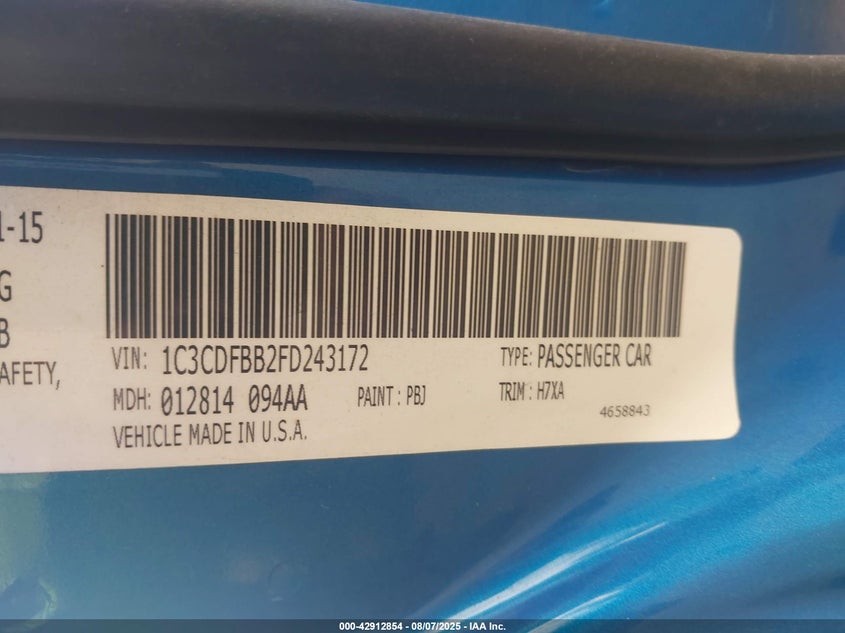 1-15
G
B
AFETY,
VIN: 1C3CDFBB2FD243172 TYPE: PASSENGER CAR
MDH: 012814 094AA PAINT : PBJ TRIM : H7XA
4658843
VEHICLE MADE IN U.S.A.
000-42912854 | 08/07/2025 - IAA Inc.